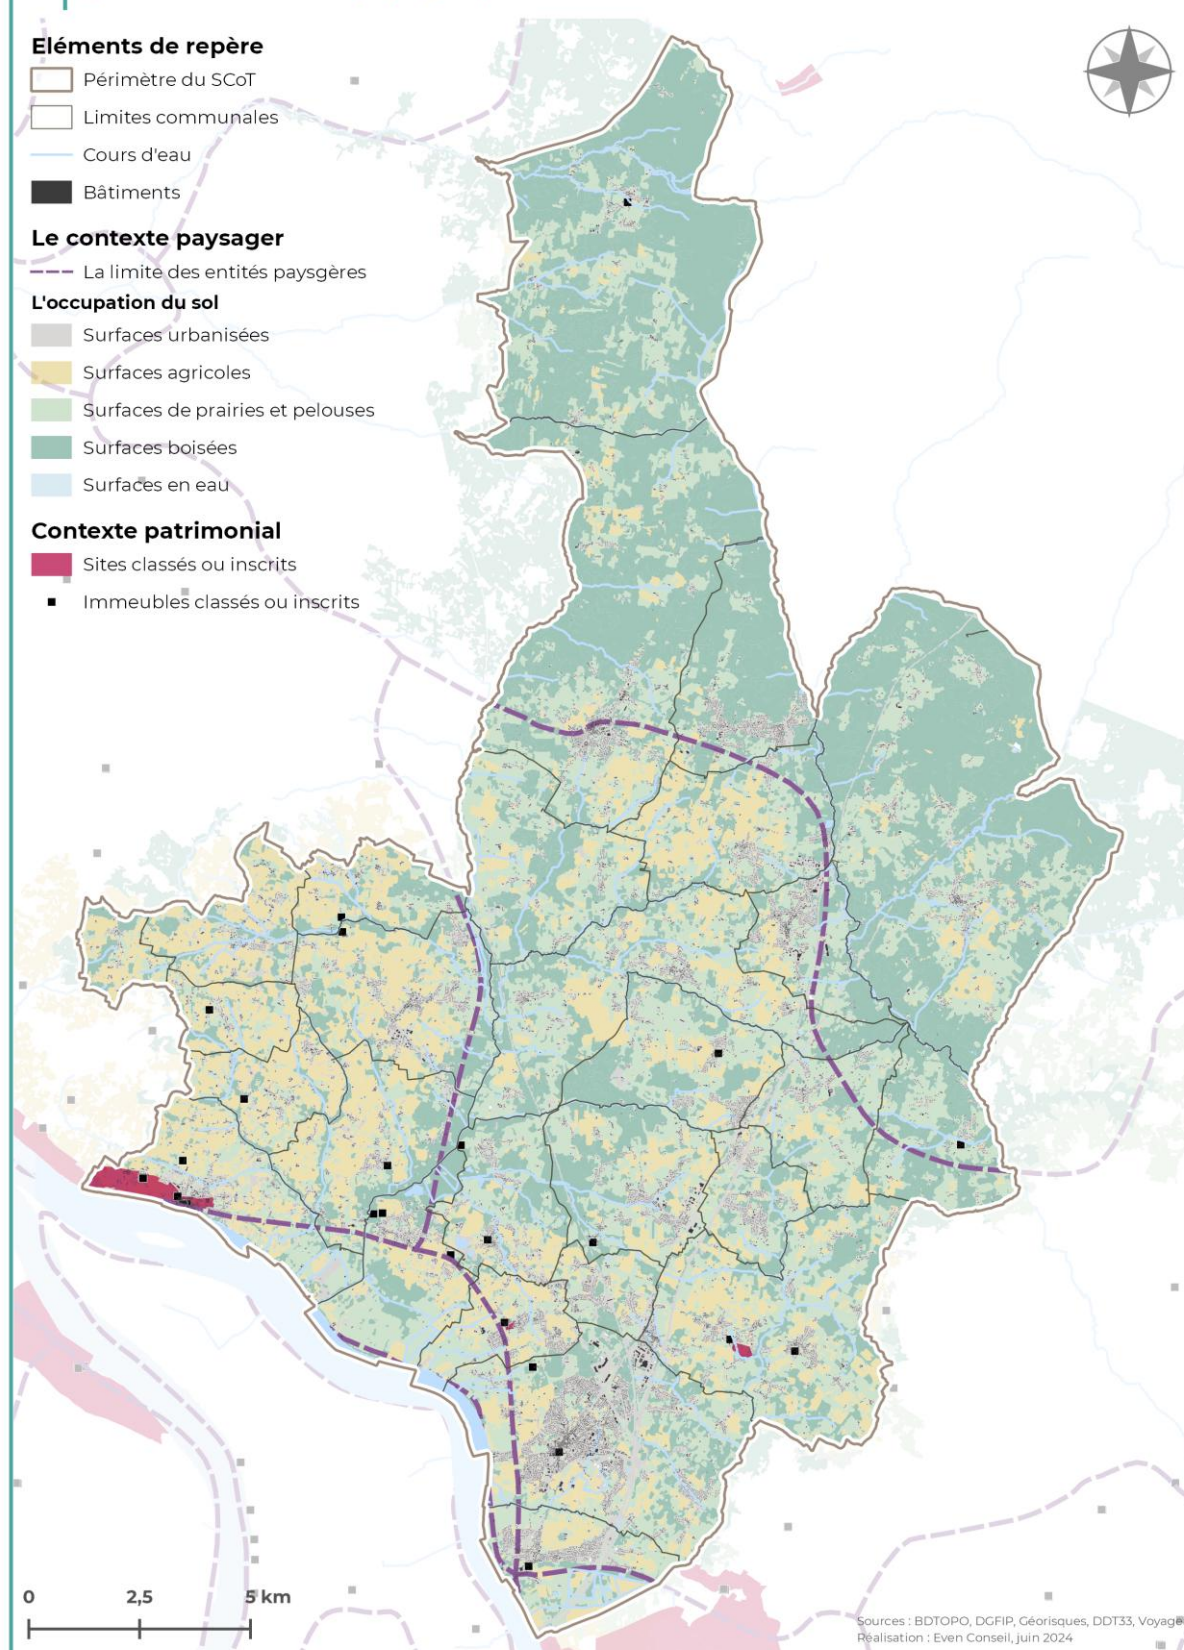 Eléments de repère
Périmètre du SCoT
Limites communales
Cours d'eau
Bâtiments
Le contexte paysager
La limite des entités paysgères
L'occupation du sol
Surfaces urbanisées
Surfaces agricoles
Surfaces de prairies et pelouses
Surfaces boisées
Surfaces en eau
Contexte patrimonial
Sites classés ou inscrits
Immeubles classés ou inscrits
0 2,5 5 km
Sources : BDTOPO, DGFIP, Géorisques, DDT33, Voyage
Réalisation : Even Conseil, juin 2024